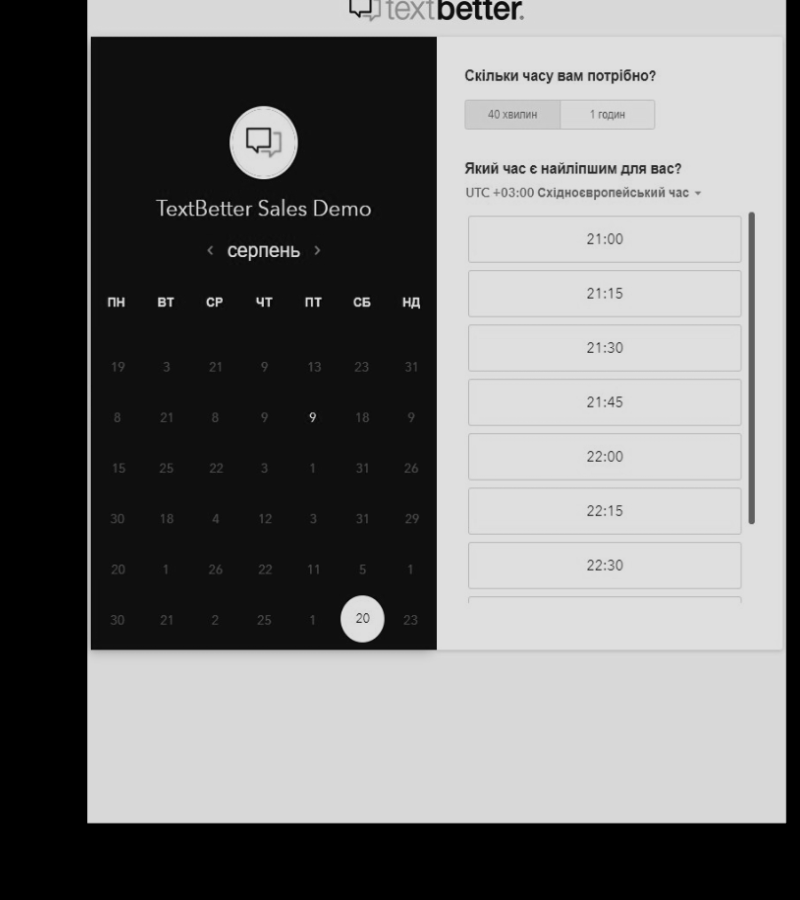 textbetter.
TextBetter Sales Demo
< серпень >
ПН ВТ СР ЧТ ПТ СБ НД
19 3 21 9 13 23 31
8 21 8 9 9 18 9
15 25 22 3 1 31 26
30 18 4 12 3 31 29
20 1 26 22 11 5 1
30 21 2 25 1 20 23
Скільки часу вам потрібно?
40 хвилин 1 годин
Який час є найліпшим для вас?
UTC +03:00 Східноєвропейський час
21:00
21:15
21:30
21:45
22:00
22:15
22:30